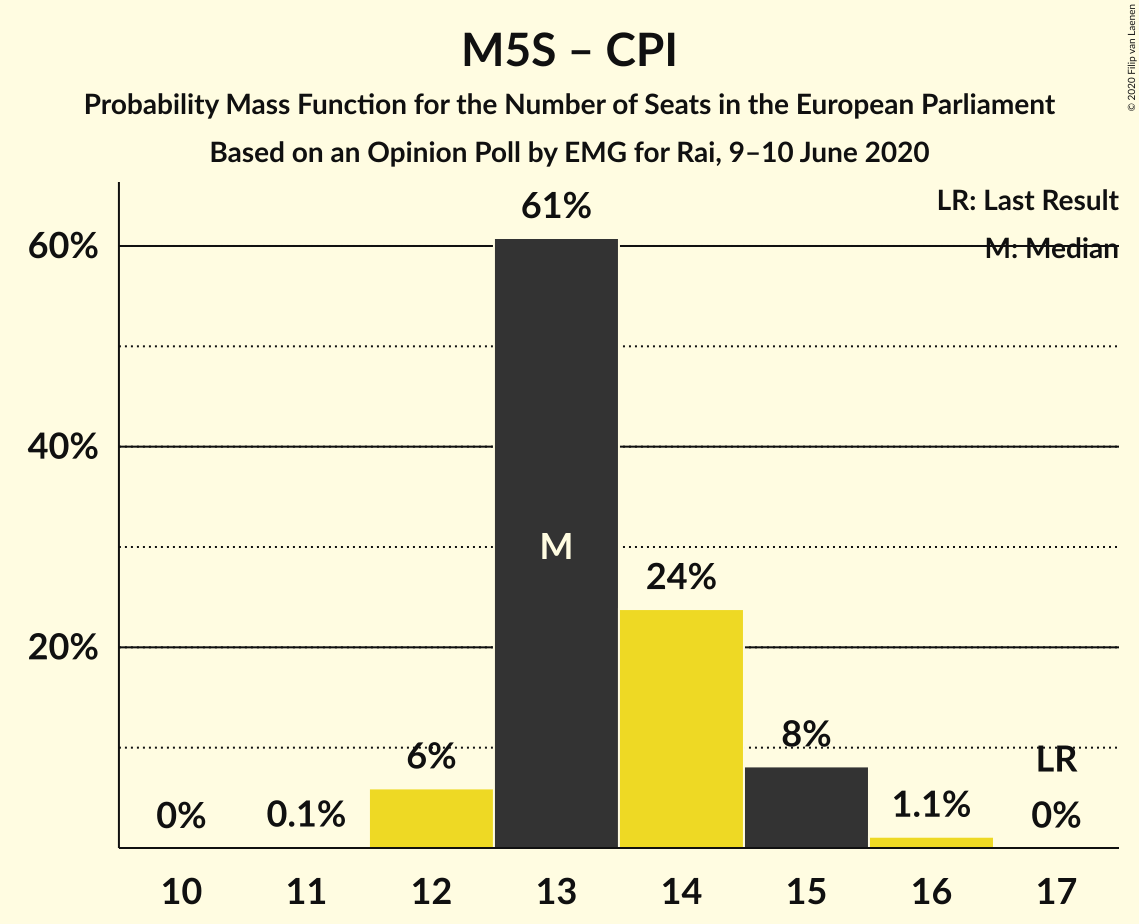 M5S – CPI
Probability Mass Function for the Number of Seats in the European Parliament
Based on an Opinion Poll by EMG for Rai, 9–10 June 2020
© 2020 Filip van Laenen
LR: Last Result
M: Median
61%
60%
40%
M
24%
20%
8%
6%
LR
1.1%
0%
0.1%
0%
10 11 12 13 14 15 16 17